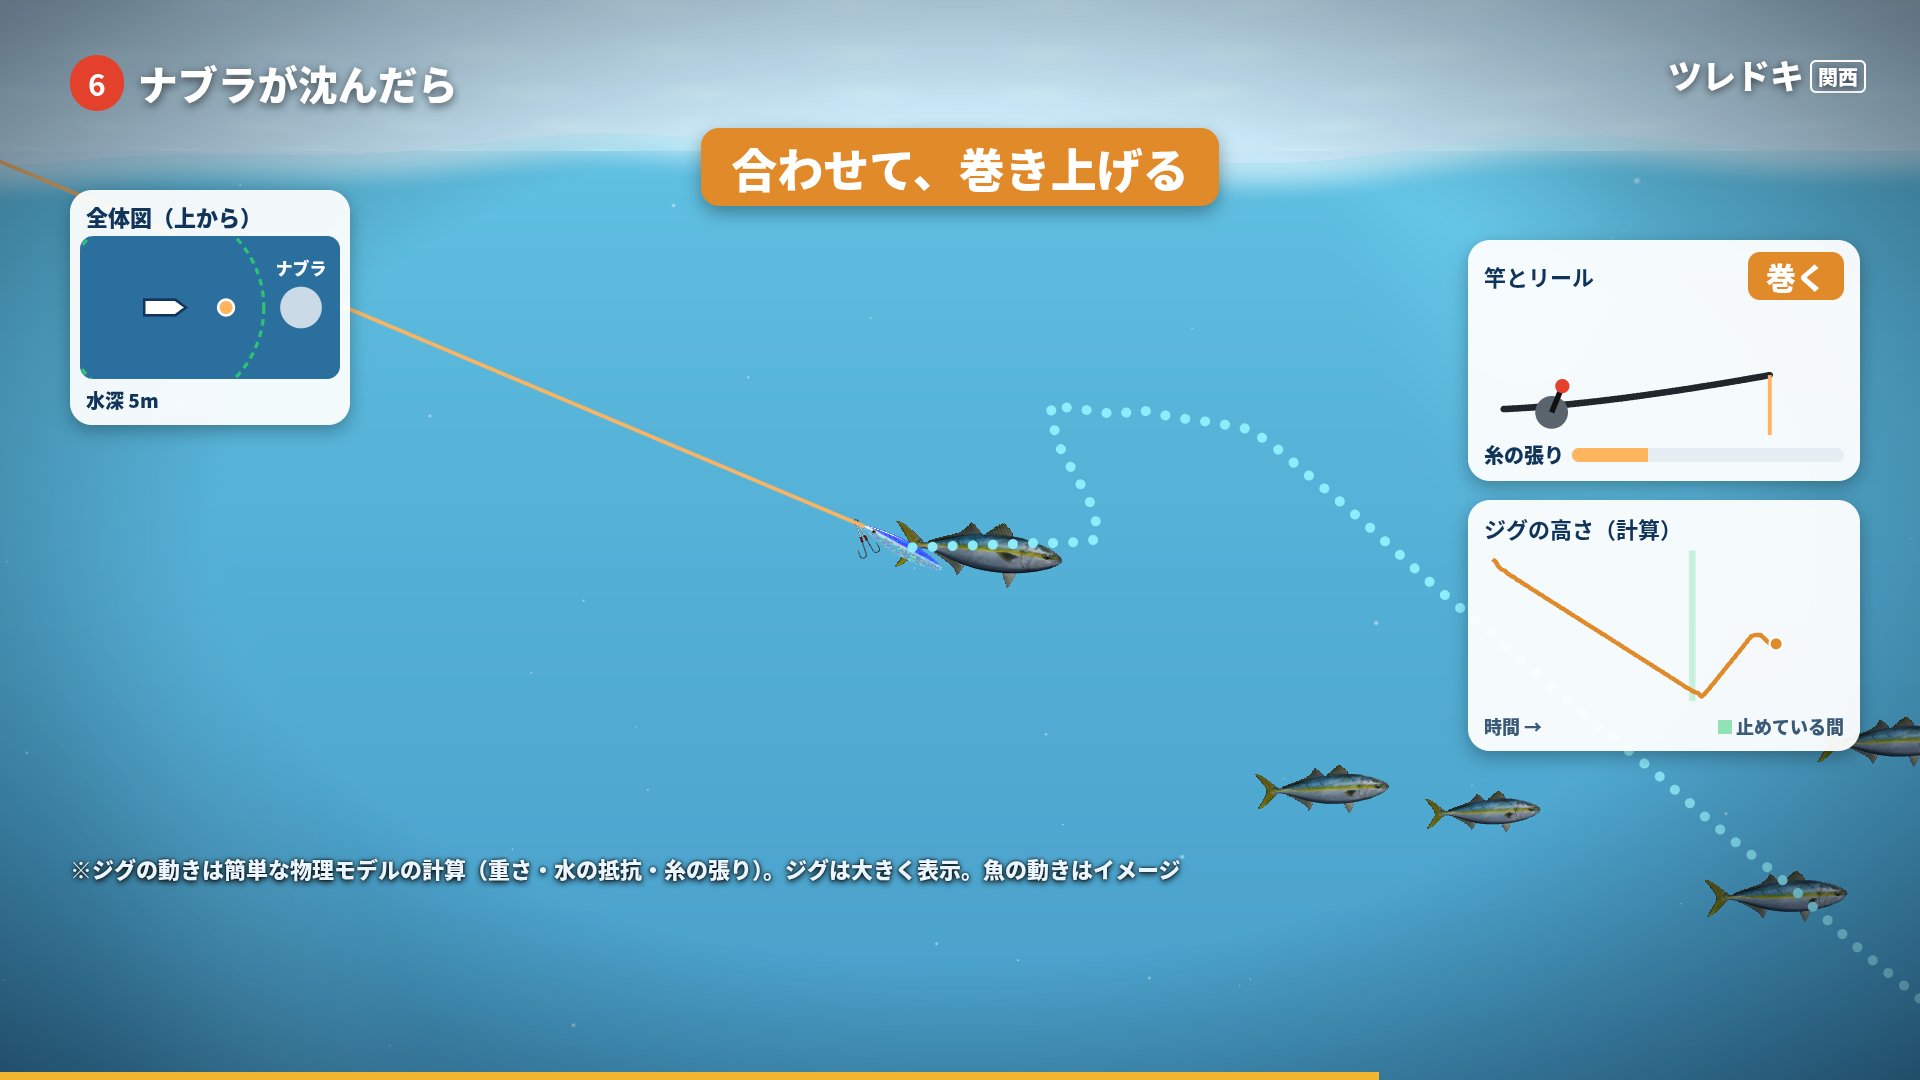 6 ナブラが沈んだら
ツレドキ 関西
合わせて、巻き上げる
全体図（上から）
ナブラ
水深 5m
竿とリール
巻く
糸の張り
ジグの高さ（計算）
時間→
止めている間
※ジグの動きは簡単な物理モデルの計算（重さ・水の抵抗・糸の張り）。ジグは大きく表示。魚の動きはイメージ